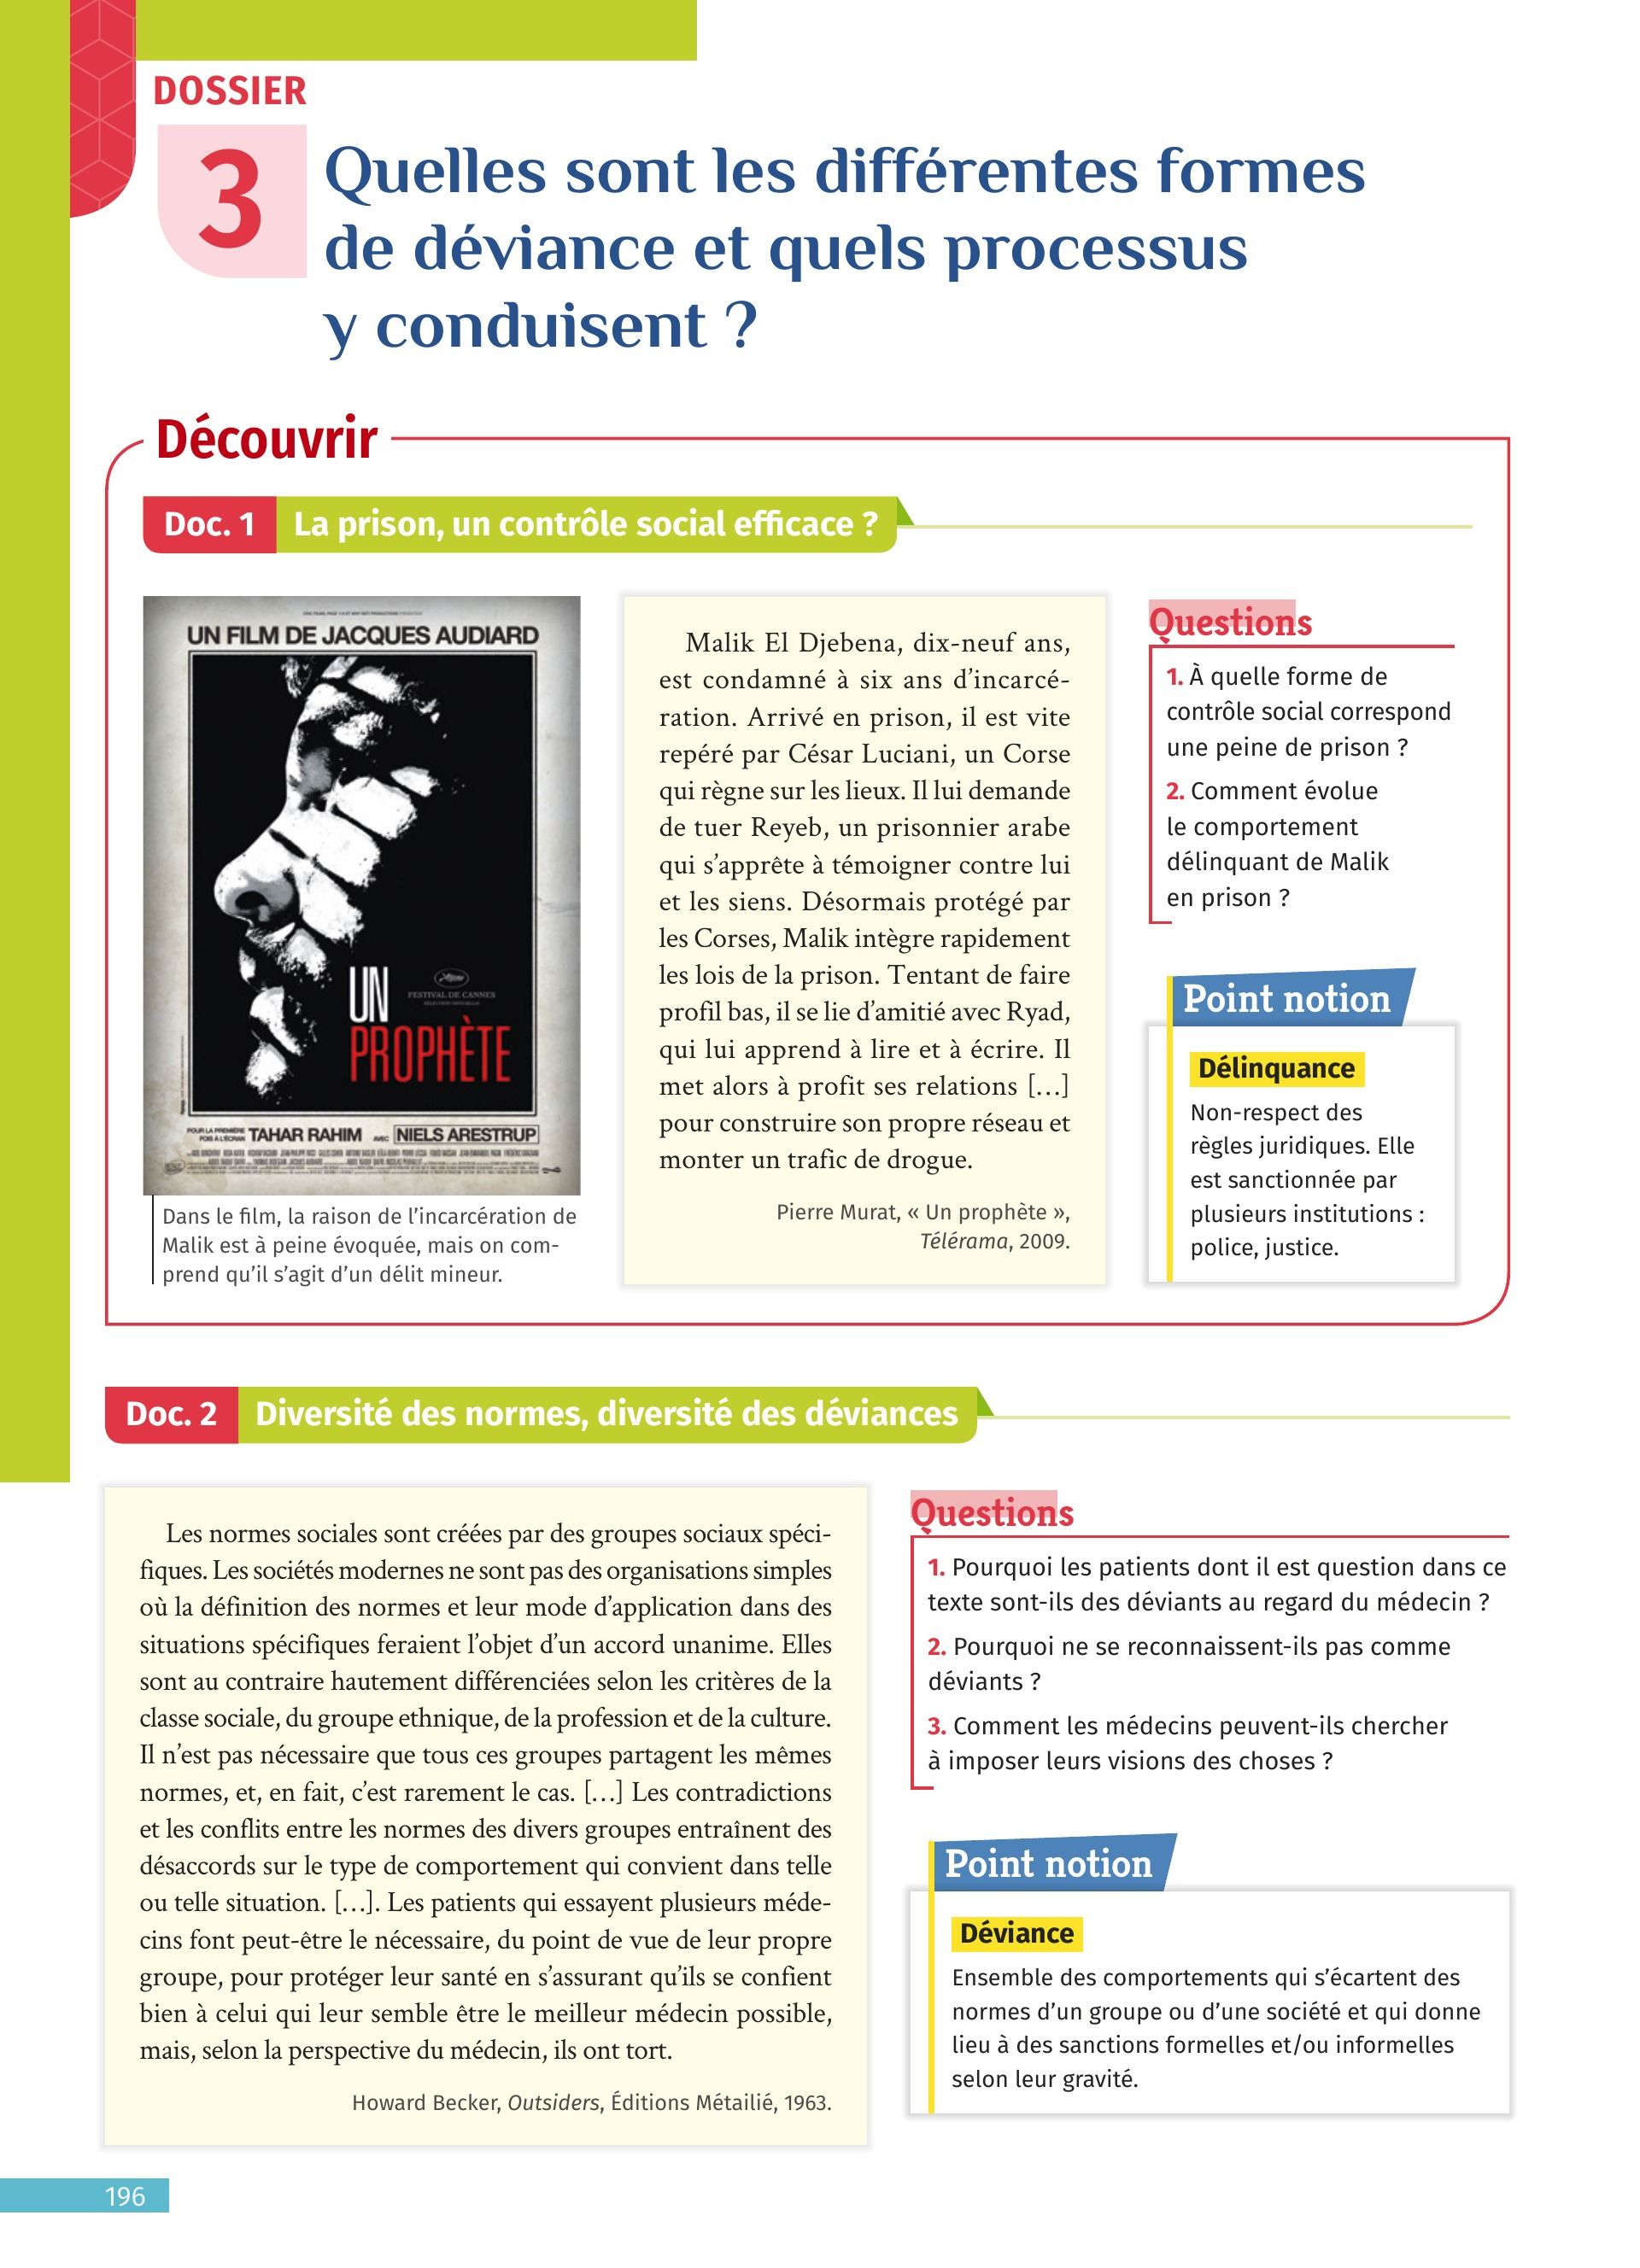 DOSSIER
3
Quelles sont les différentes formes
de déviance et quels processus
y conduisent ?
Découvrir
Doc. 1 La prison, un contrôle social efficace ?
UN FILM DE JACQUES AUDIARD
UN
FESTIVAL DE CANNES
PROPHÈTE
POUR LA PREMIÈRE
FOIS À L'ÉCRAN TAHAR RAHIM AVEC NIELS ARESTRUP
Dans le film, la raison de l'incarcération de
Malik est à peine évoquée, mais on com-
prend qu'il s'agit d'un délit mineur.
Malik El Djebena, dix-neuf ans,
est condamné à six ans d'incarcé-
ration. Arrivé en prison, il est vite
repéré par César Luciani, un Corse
qui règne sur les lieux. Il lui demande
de tuer Reyeb, un prisonnier arabe
qui s'apprête à témoigner contre lui
et les siens. Désormais protégé par
les Corses, Malik intègre rapidement
les lois de la prison. Tentant de faire
profil bas, il se lie d'amitié avec Ryad,
qui lui apprend à lire et à écrire. Il
met alors à profit ses relations […]
pour construire son propre réseau et
monter un trafic de drogue.
Pierre Murat, « Un prophète »,
Télérama, 2009.
Questions
1. À quelle forme de
contrôle social correspond
une peine de prison ?
2. Comment évolue
le comportement
délinquant de Malik
en prison ?
Point notion
Délinquance
Non-respect des
règles juridiques. Elle
est sanctionnée par
plusieurs institutions :
police, justice.
Doc. 2 Diversité des normes, diversité des déviances
Les normes sociales sont créées par des groupes sociaux spéci-
fiques. Les sociétés modernes ne sont pas des organisations simples
où la définition des normes et leur mode d'application dans des
situations spécifiques feraient l'objet d'un accord unanime. Elles
sont au contraire hautement différenciées selon les critères de la
classe sociale, du groupe ethnique, de la profession et de la culture.
Il n'est pas nécessaire que tous ces groupes partagent les mêmes
normes, et, en fait, c'est rarement le cas. […] Les contradictions
et les conflits entre les normes des divers groupes entraînent des
désaccords sur le type de comportement qui convient dans telle
ou telle situation. […]. Les patients qui essayent plusieurs méde-
cins font peut-être le nécessaire, du point de vue de leur propre
groupe, pour protéger leur santé en s'assurant qu'ils se confient
bien à celui qui leur semble être le meilleur médecin possible,
mais, selon la perspective du médecin, ils ont tort.
Howard Becker, Outsiders, Éditions Métailié, 1963.
Questions
1. Pourquoi les patients dont il est question dans ce
texte sont-ils des déviants au regard du médecin ?
2. Pourquoi ne se reconnaissent-ils pas comme
déviants ?
3. Comment les médecins peuvent-ils chercher
à imposer leurs visions des choses ?
Point notion
Déviance
Ensemble des comportements qui s'écartent des
normes d'un groupe ou d'une société et qui donne
lieu à des sanctions formelles et/ou informelles
selon leur gravité.
196